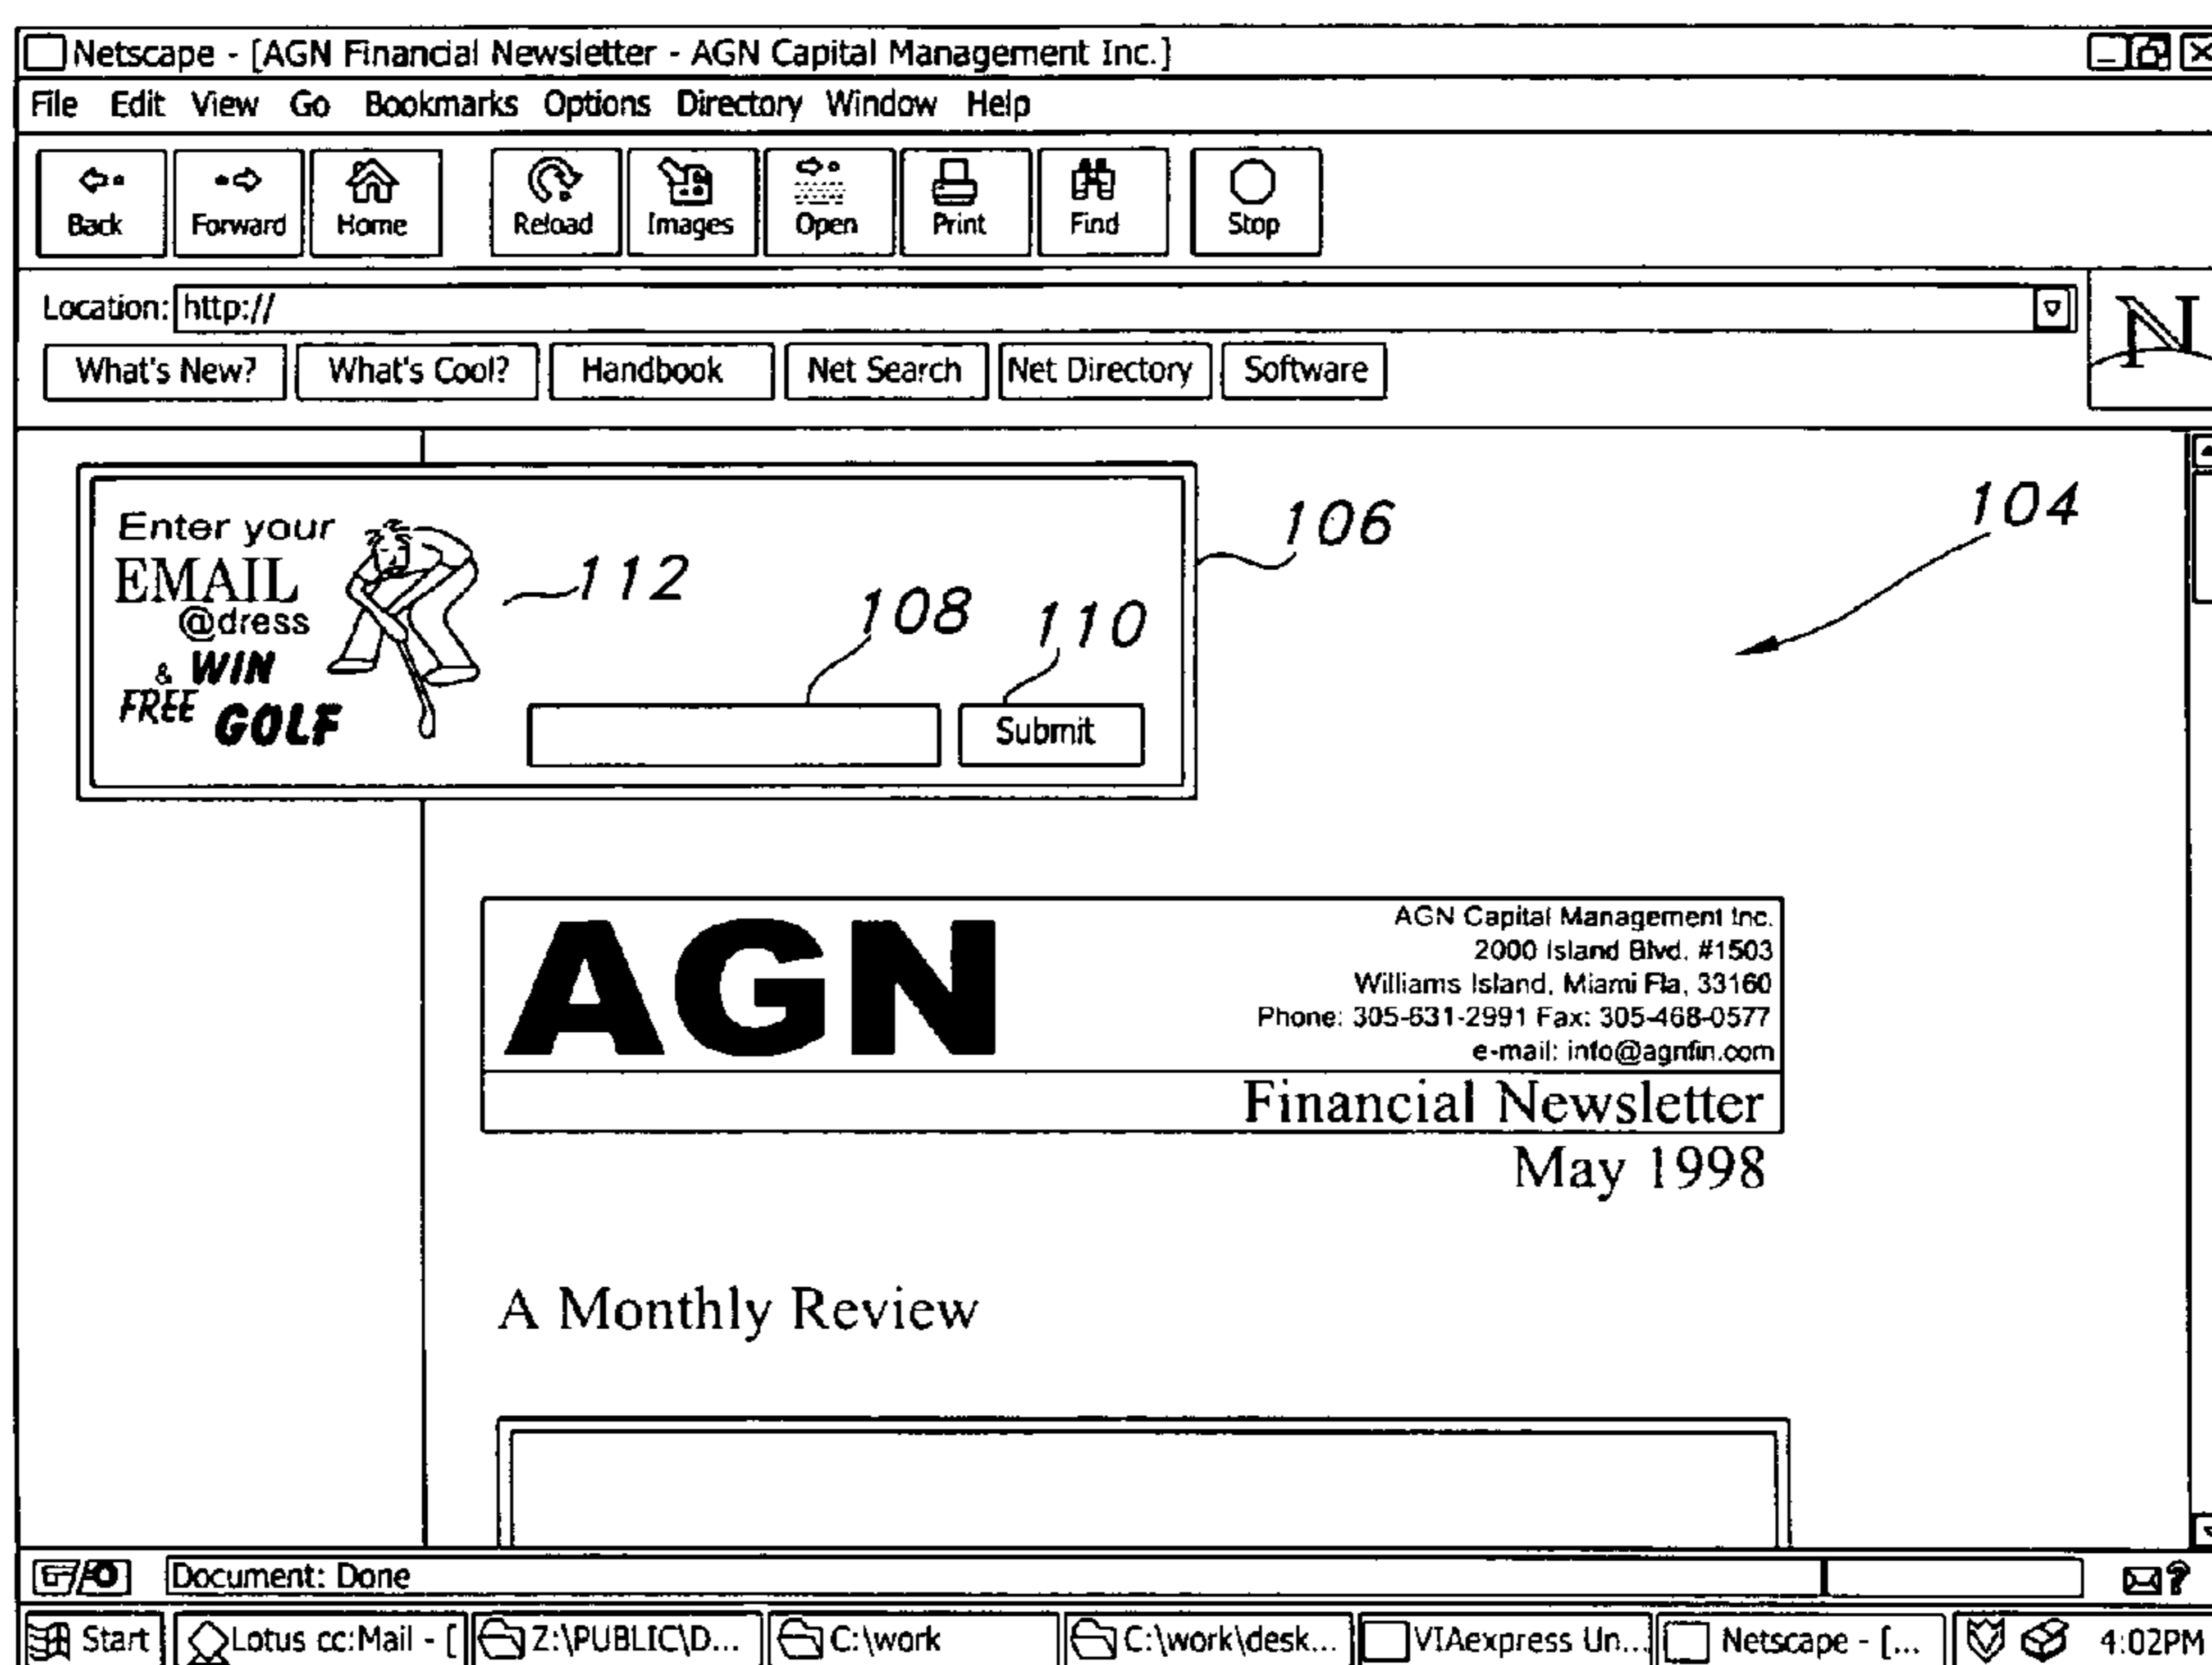 Netscape - [AGN Financial Newsletter - AGN Capital Management Inc.]
File Edit View Go Bookmarks Options Directory Window Help
Back Forward Home Reload Images Open Print Find Stop
Location: http://
N
What's New? What's Cool? Handbook Net Search Net Directory Software
Enter your
EMAIL
@dress
& WIN
FREE GOLF
112
108
110
Submit
106
104
AGN
AGN Capital Management Inc.
2000 Island Blvd. #1503
Williams Island, Miami Fla, 33160
Phone: 305-631-2991 Fax: 305-468-0577
e-mail: info@agnfin.com
Financial Newsletter
May 1998
A Monthly Review
Document: Done
Start Lotus cc:Mail - [ Z:\PUBLIC\D... C:\work C:\work\desk... VIAexpress Un... Netscape - [... 4:02PM